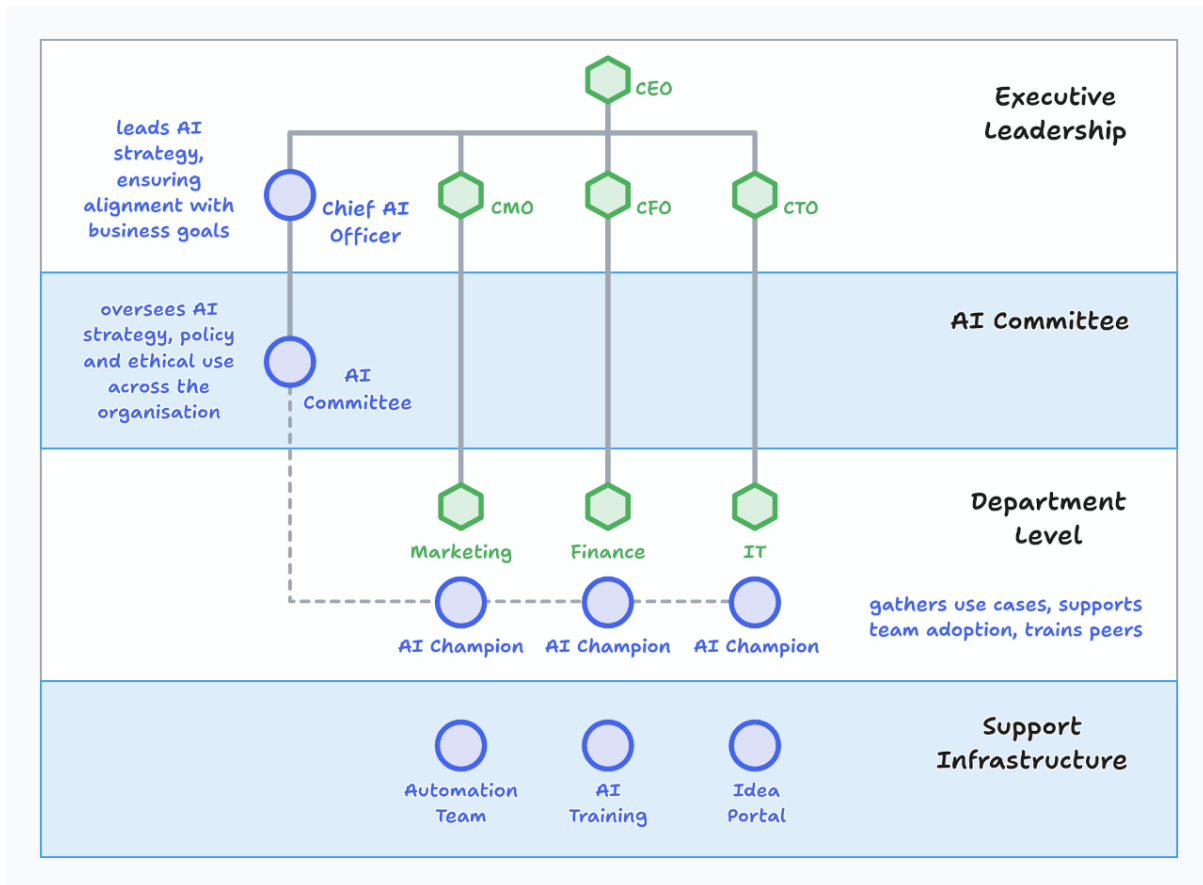 CEO
Executive
Leadership
leads AI
strategy,
ensuring
alignment with
business goals
Chief AI
Officer
CMO
CFO
CTO
oversees AI
strategy, policy
and ethical use
across the
organisation
AI
Committee
AI Committee
Department
Level
Marketing
Finance
IT
AI Champion
AI Champion
AI Champion
gathers use cases, supports
team adoption, trains peers
Support
Infrastructure
Automation
Team
AI
Training
Idea
Portal